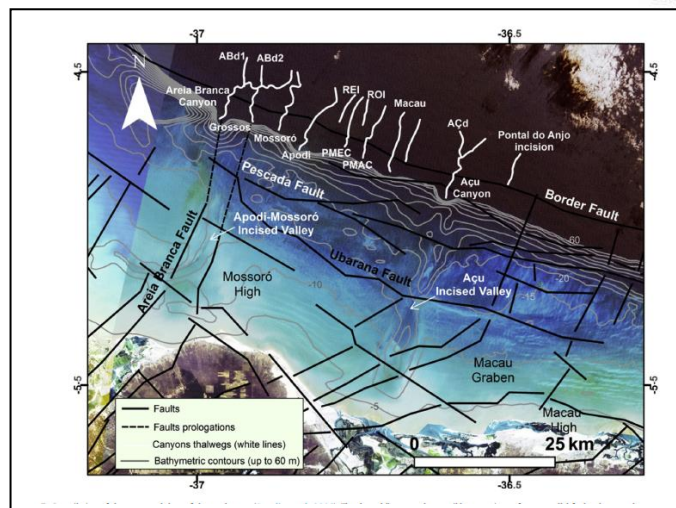 -37
-36.5
-4.5
-4.5
N
ABd1
ABd2
Areia Branca
Canyon
REI
ROI
Macau
Grossos
Mossoró
Apodi
PMEC
PMAC
AÇd
Pontal do Anjo
incision
Açu
Canyon
Pescada Fault
Border Fault
Apodi-Mossoró
Incised Valley
Areia Branca Fault
Ubarana Fault
Mossoró
High
Açu
Incised Valley
-60
-20
-15
-10
-5
Macau
Graben
Macau
High
-5.5
-5.5
Faults
Faults prologations
Canyons thalwegs (white lines)
Bathymetric contours (up to 60 m)
0
25 km
-37
-36.5